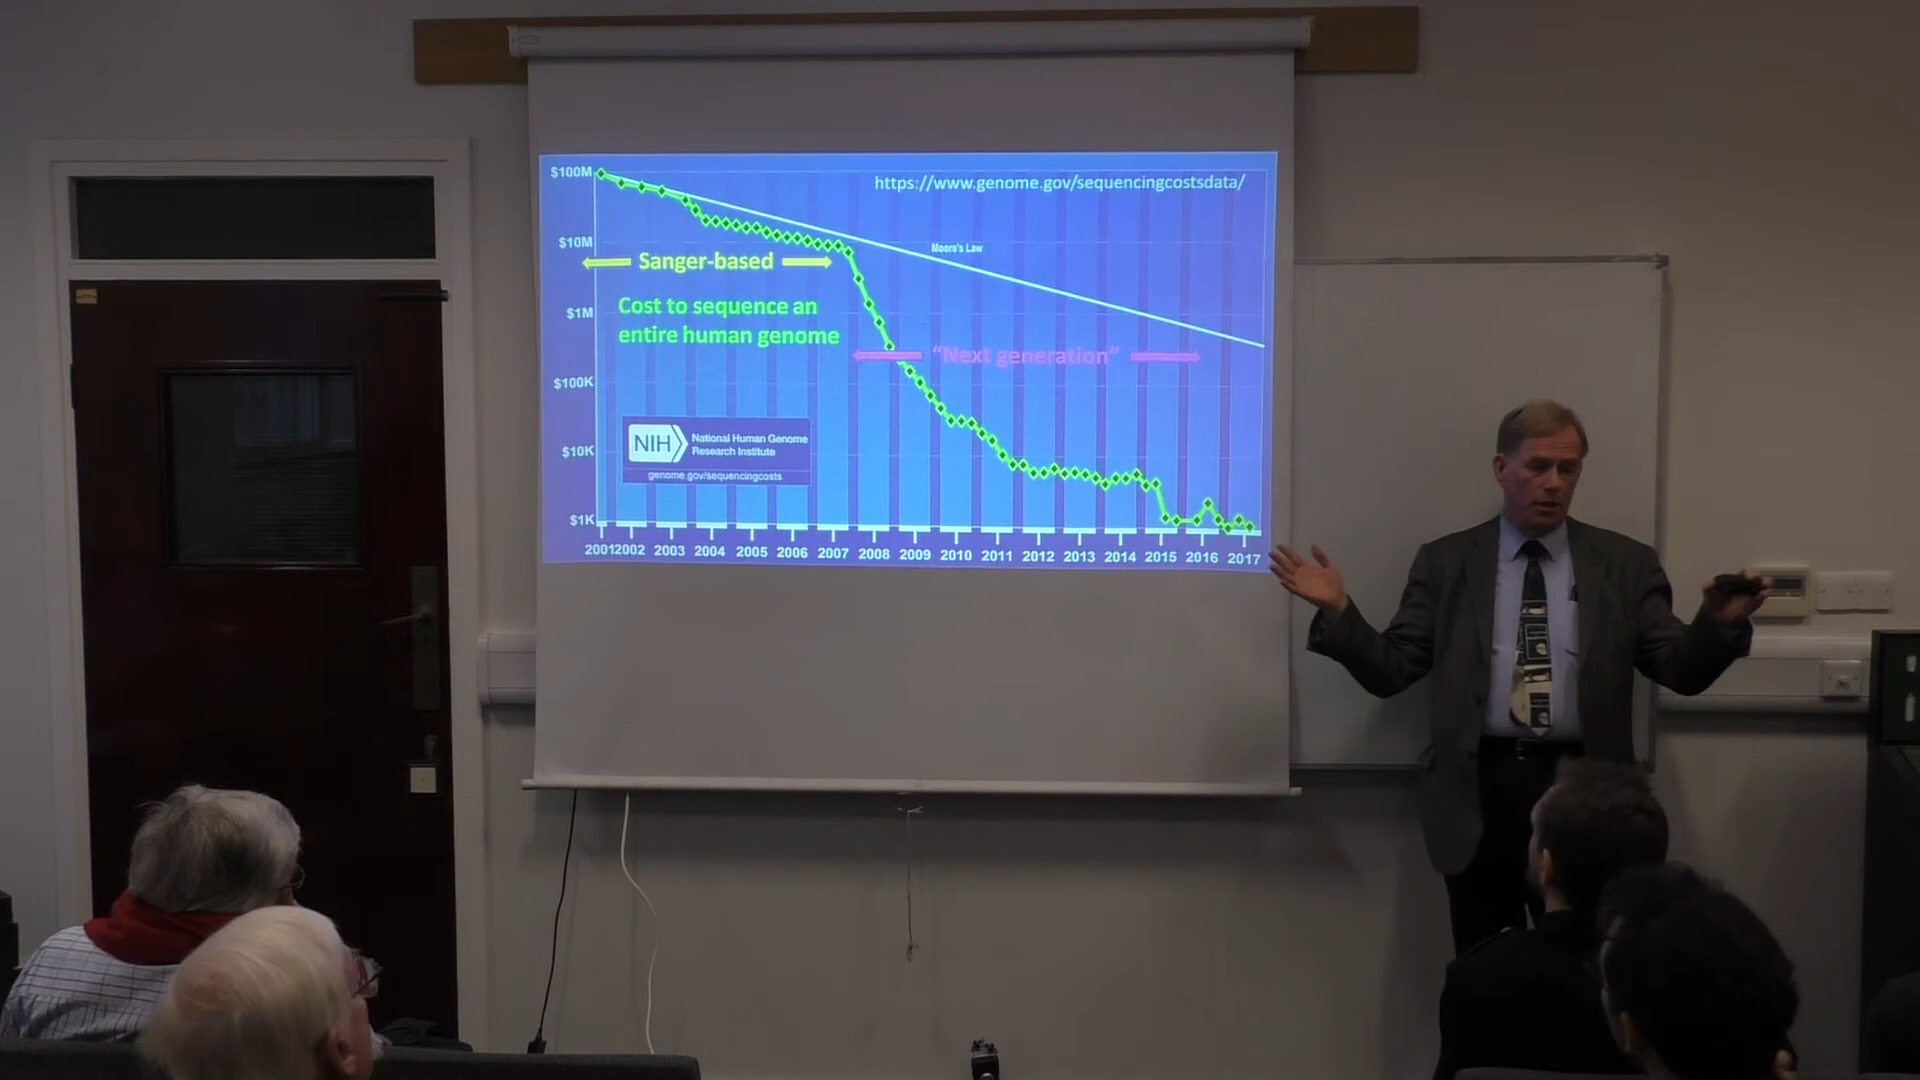 https://www.genome.gov/sequencingcostsdata/
$100M
$10M
Moore's Law
Sanger-based
Cost to sequence an
entire human genome
$1M
"Next generation"
$100K
NIH
National Human Genome
Research Institute
genome.gov/sequencingcosts
$10K
$1K
2001 2002 2003 2004 2005 2006 2007 2008 2009 2010 2011 2012 2013 2014 2015 2016 2017